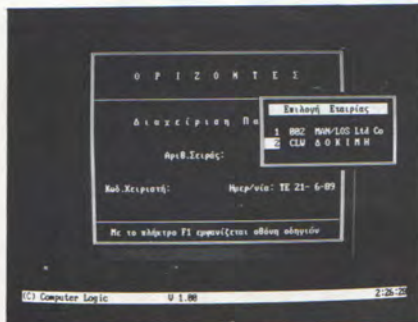 Ο Ρ Ι Ζ Ο Ν Τ Ε Σ
Διαχείριση Πα
Αριθ.Σειράς:
Κωδ.Χειριστή: Ημερ/νία: ΤΕ 21- 6-89
Με το πλήκτρο F1 εμφανίζεται οθόνη οδηγιών
Επιλογή Εταιρίας
1 002 MAN/LOS Ltd Co
2 CLW Δ Ο Κ Ι Μ Η
(C) Computer Logic V 1.00 2:26:29